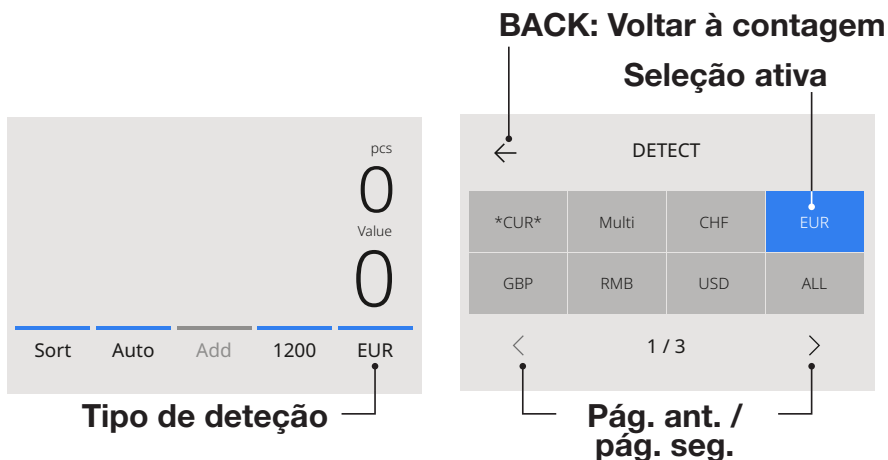 BACK: Voltar à contagem
Seleção ativa
pcs
0
Value
0
Sort Auto Add 1200 EUR
Tipo de deteção
← DETECT
*CUR* Multi CHF EUR
GBP RMB USD ALL
< 1 / 3 >
Pág. ant. /
pág. seg.